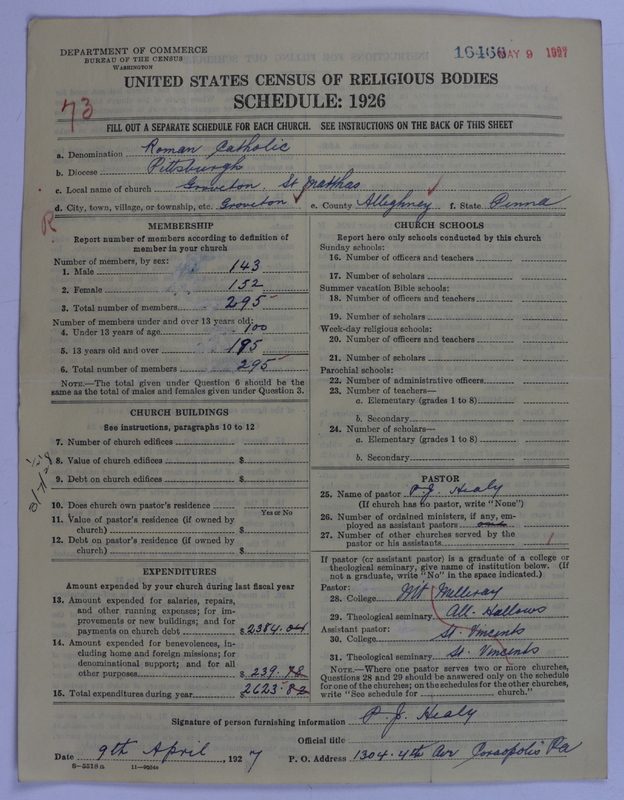 DEPARTMENT OF COMMERCE
BUREAU OF THE CENSUS
WASHINGTON
16466 MAY 9 1927
UNITED STATES CENSUS OF RELIGIOUS BODIES
SCHEDULE: 1926
73
FILL OUT A SEPARATE SCHEDULE FOR EACH CHURCH. SEE INSTRUCTIONS ON THE BACK OF THIS SHEET
a. Denomination Roman Catholic
b. Diocese Pittsburgh
c. Local name of church Groveton. St Matthas
d. City, town, village, or township, etc. Groveton e. County Alleghney f. State Penna
R
MEMBERSHIP
Report number of members according to definition of
member in your church
Number of members, by sex:
1. Male 143
2. Female 152
3. Total number of members 295
Number of members under and over 13 years old:
4. Under 13 years of age 100
5. 13 years old and over 195
6. Total number of members 295
NOTE.—The total given under Question 6 should be the
same as the total of males and females given under Question 3.
CHURCH BUILDINGS
See instructions, paragraphs 10 to 12
7. Number of church edifices
8. Value of church edifices $
9. Debt on church edifices $
10. Does church own pastor's residence
Yes or No
11. Value of pastor's residence (if owned by
church) $
12. Debt on pastor's residence (if owned by
church) $
EXPENDITURES
Amount expended by your church during last fiscal year
13. Amount expended for salaries, repairs,
and other running expenses; for im-
provements or new buildings; and for
payments on church debt $ 2384.04
14. Amount expended for benevolences, in-
cluding home and foreign missions; for
denominational support; and for all
other purposes $ 239.78
15. Total expenditures during year $ 2623.82
CHURCH SCHOOLS
Report here only schools conducted by this church
Sunday schools:
16. Number of officers and teachers
17. Number of scholars
Summer vacation Bible schools:
18. Number of officers and teachers
19. Number of scholars
Week-day religious schools:
20. Number of officers and teachers
21. Number of scholars
Parochial schools:
22. Number of administrative officers
23. Number of teachers—
a. Elementary (grades 1 to 8)
b. Secondary
24. Number of scholars—
a. Elementary (grades 1 to 8)
b. Secondary
PASTOR
25. Name of pastor P.J. Healy
(If church has no pastor, write "None")
26. Number of ordained ministers, if any, em-
ployed as assistant pastors
27. Number of other churches served by the
pastor or his assistants 1
If pastor (or assistant pastor) is a graduate of a college or
theological seminary, give name of institution below. (If
not a graduate, write "No" in the space indicated.)
Pastor:
28. College Mt Melleray
29. Theological seminary All Hallows
Assistant pastor:
30. College St. Vincents
31. Theological seminary St. Vincents
NOTE.—Where one pastor serves two or more churches,
Questions 28 and 29 should be answered only on the schedule
for one of the churches; on the schedules for the other churches,
write "See schedule for church."
Signature of person furnishing information P. J. Healy
Official title
Date 9th April, 1927 P. O. Address 1304. 4th Ave Coraopolis Pa
8-5518a 11-9554a